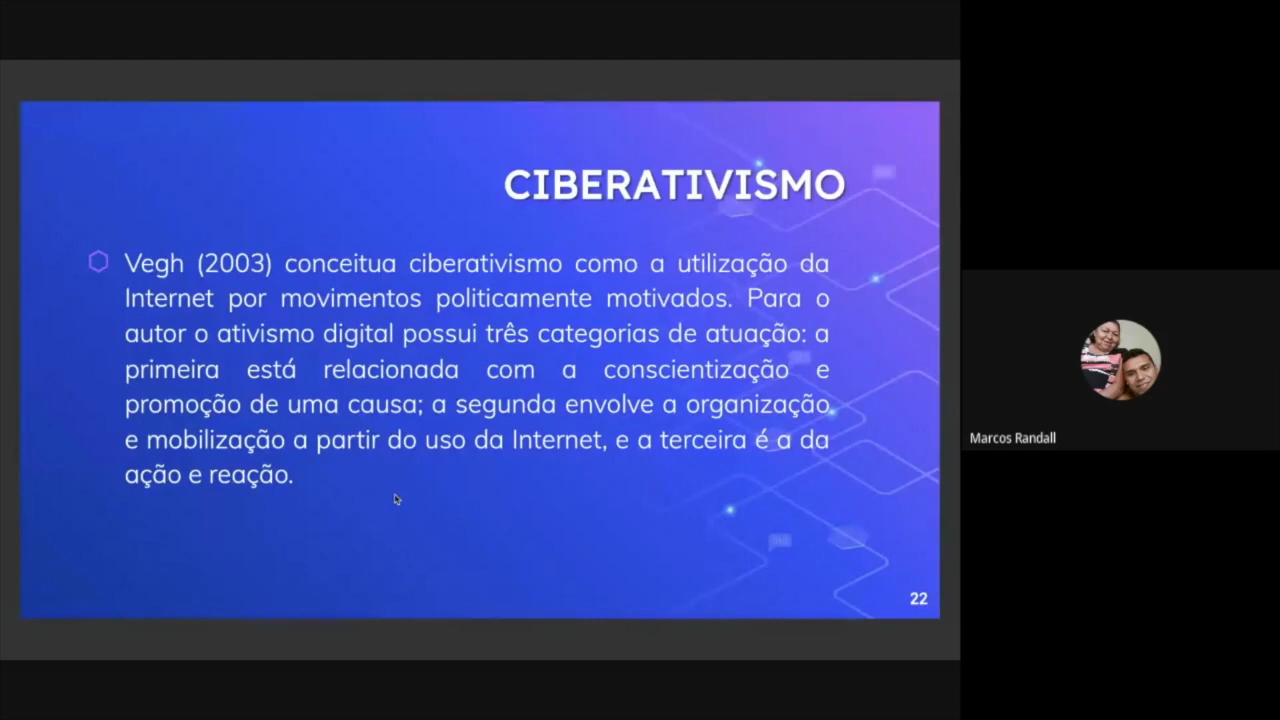 CIBERATIVISMO
Vegh (2003) conceitua ciberativismo como a utilização da
Internet por movimentos politicamente motivados. Para o
autor o ativismo digital possui três categorias de atuação: a
primeira está relacionada com a conscientização e
promoção de uma causa; a segunda envolve a organização
e mobilização a partir do uso da Internet, e a terceira é a da
ação e reação.
22
Marcos Randall